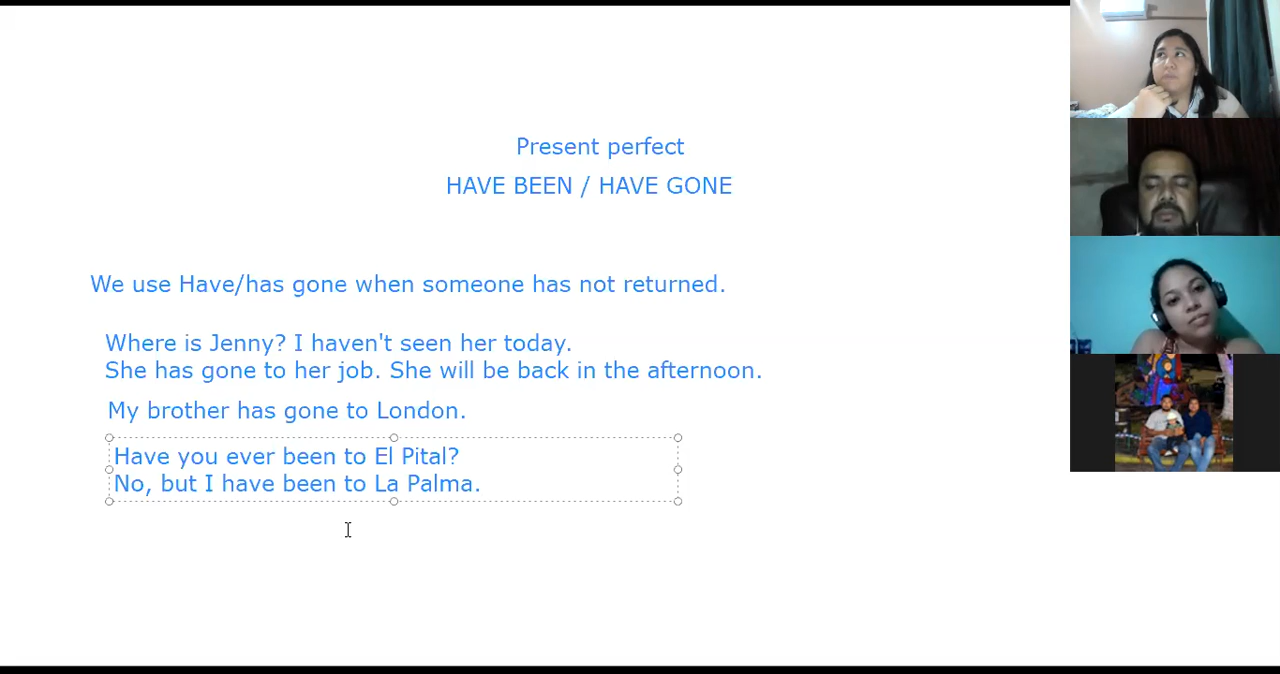 Present perfect
HAVE BEEN / HAVE GONE
We use Have/has gone when someone has not returned.
Where is Jenny? I haven't seen her today.
She has gone to her job. She will be back in the afternoon.
My brother has gone to London.
Have you ever been to El Pital?
No, but I have been to La Palma.